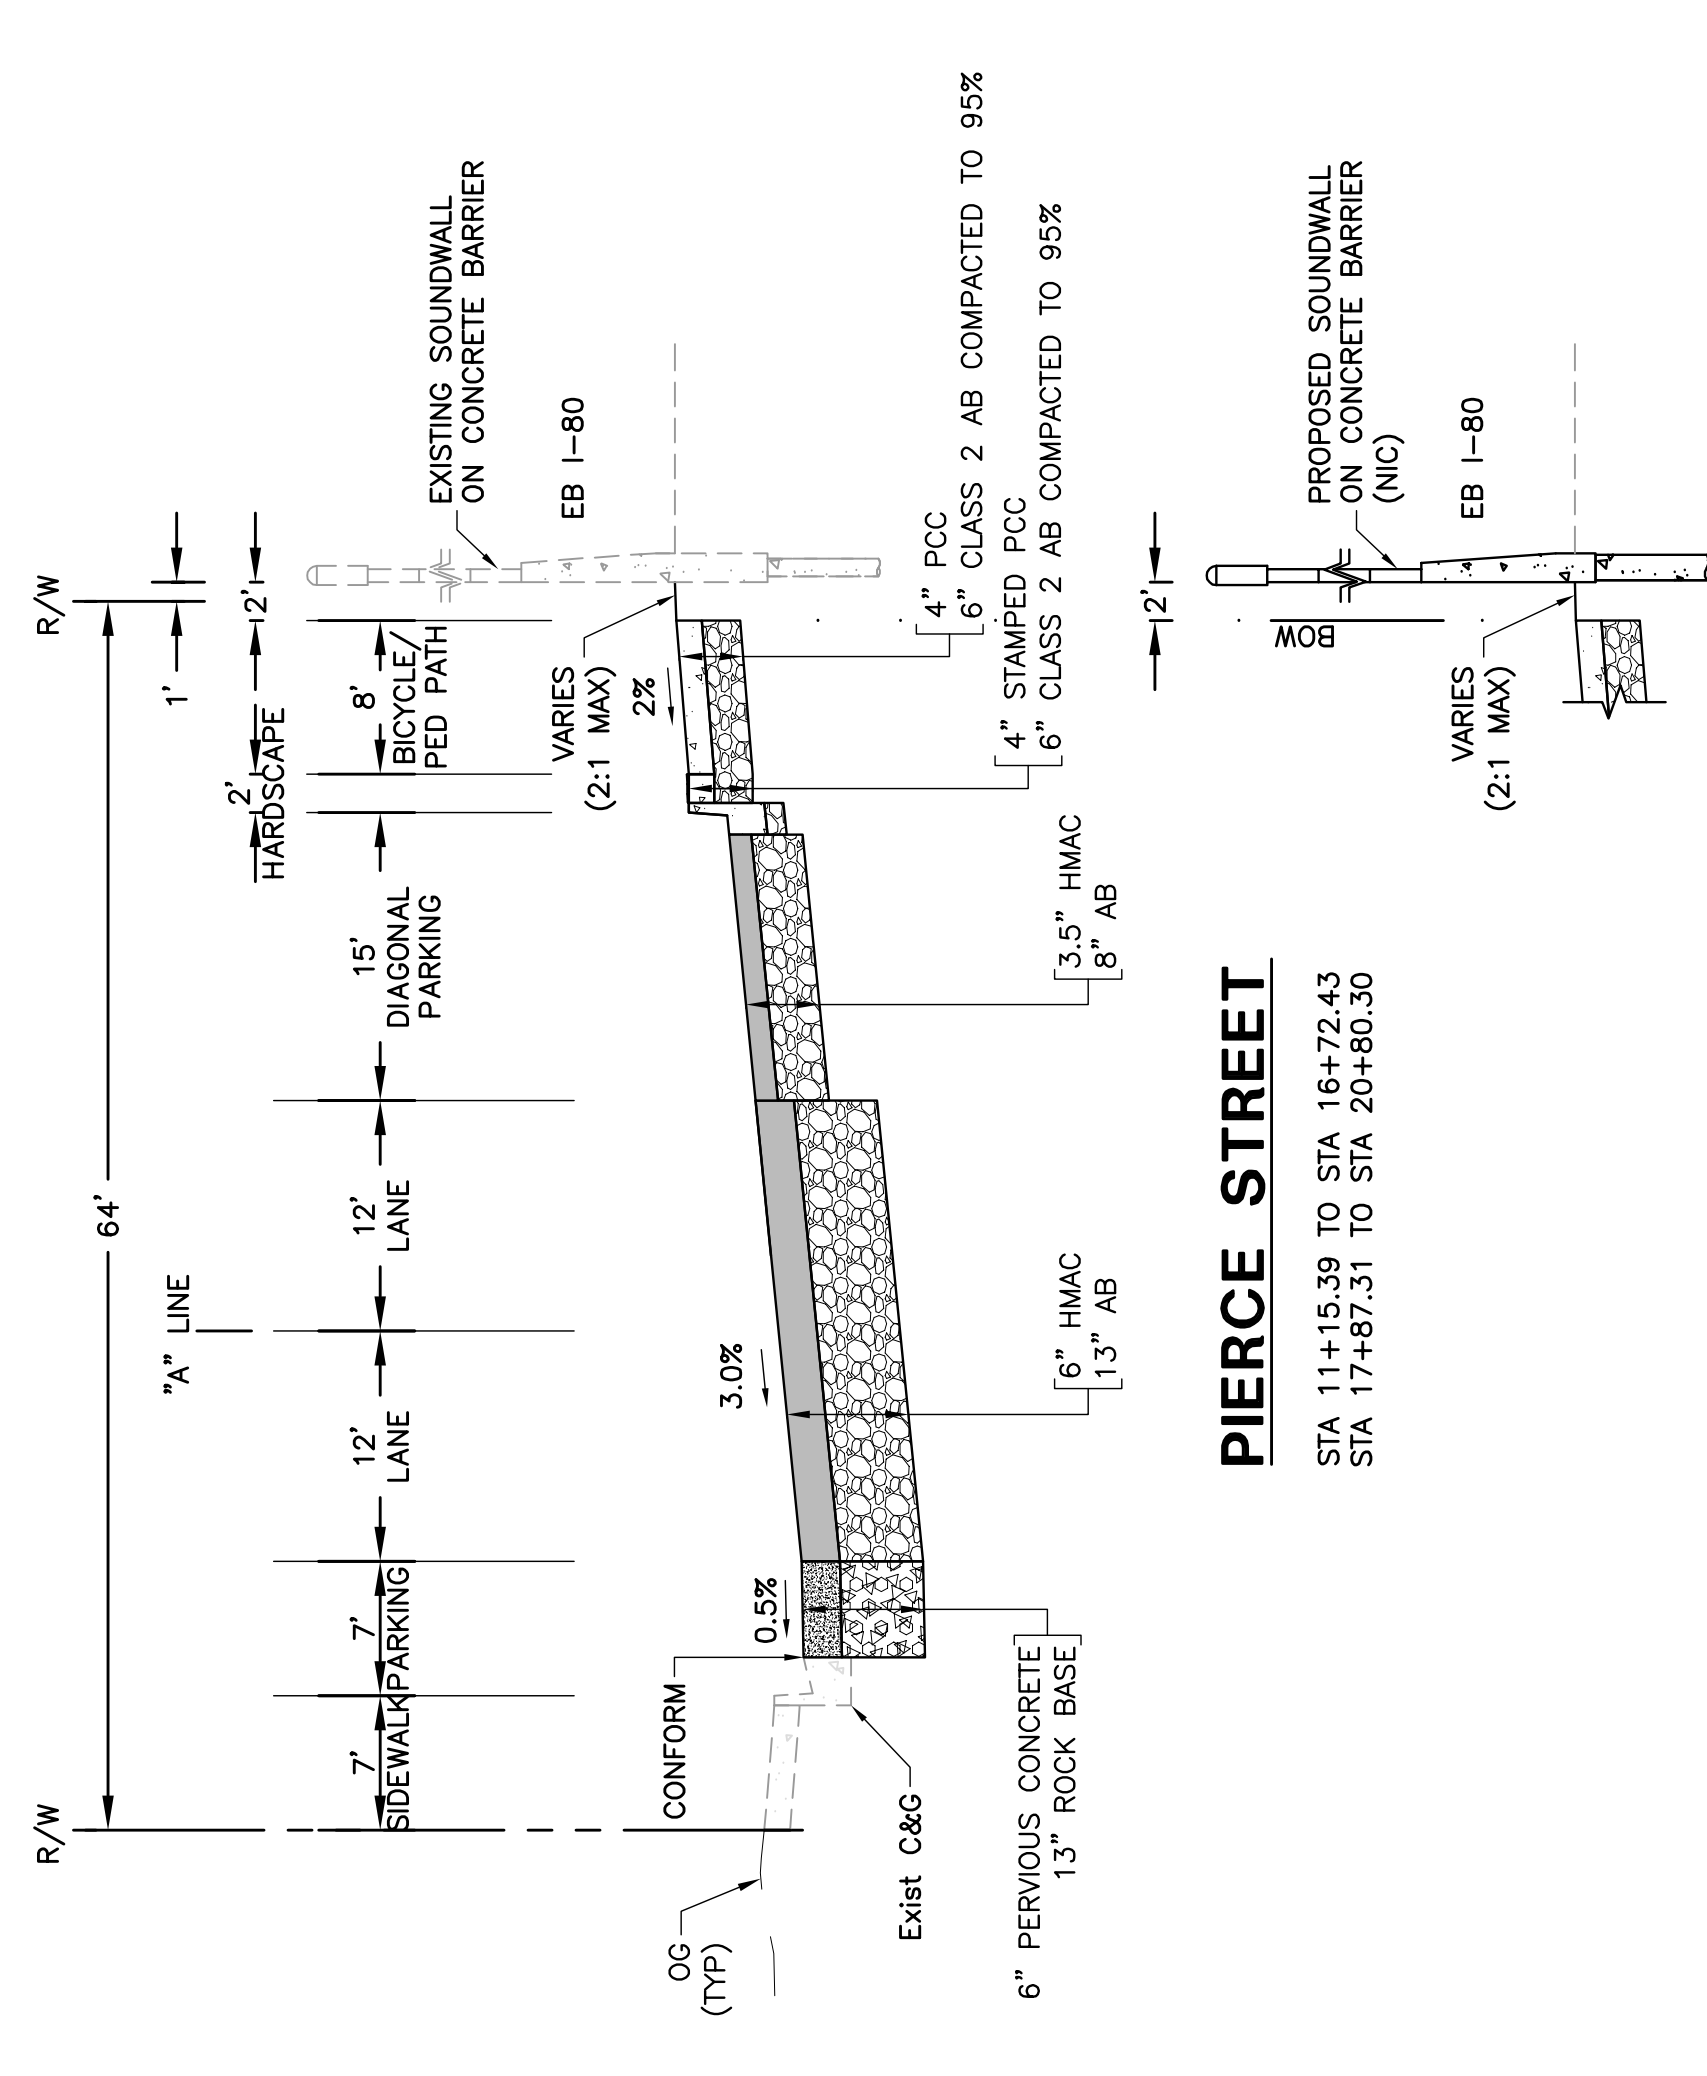 R/W
R/W
64'
1'
"A" LINE
2'
2'
HARDSCAPE
7'
SIDEWALK
7'
PARKING
12'
LANE
12'
LANE
15'
DIAGONAL
PARKING
8'
BICYCLE/
PED PATH
EXISTING SOUNDWALL
ON CONCRETE BARRIER
EB I-80
VARIES
(2:1 MAX)
2%
3.0%
0.5%
CONFORM
OG
(TYP)
Exist C&G
6" PERVIOUS CONCRETE
13" ROCK BASE
6" HMAC
13" AB
3.5" HMAC
8" AB
4" PCC
6" CLASS 2 AB COMPACTED TO 95%
4" STAMPED PCC
6" CLASS 2 AB COMPACTED TO 95%
PIERCE STREET
STA 11+15.39 TO STA 16+72.43
STA 17+87.31 TO STA 20+80.30
2'
BOW
PROPOSED SOUNDWALL
ON CONCRETE BARRIER
(NIC)
EB I-80
VARIES
(2:1 MAX)